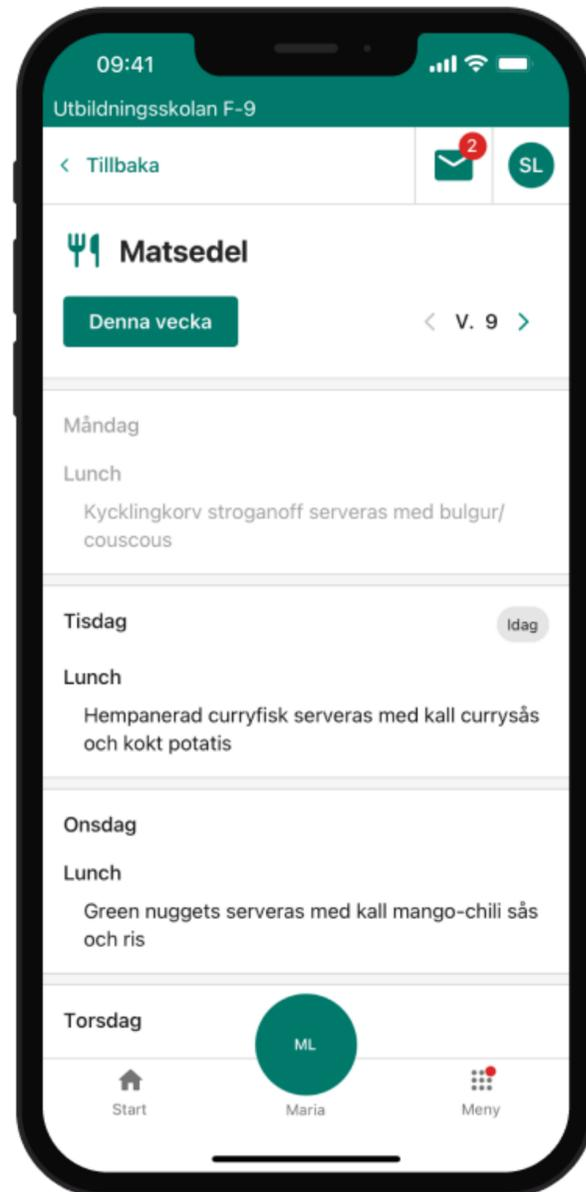 09:41
Utbildningsskolan F-9
Tillbaka
2
SL
Matsedel
Denna vecka
V. 9
Måndag
Lunch
Kycklingkorv stroganoff serveras med bulgur/
couscous
Tisdag
Idag
Lunch
Hempanerad curryfisk serveras med kall currysås
och kokt potatis
Onsdag
Lunch
Green nuggets serveras med kall mango-chili sås
och ris
Torsdag
ML
Start
Maria
Meny